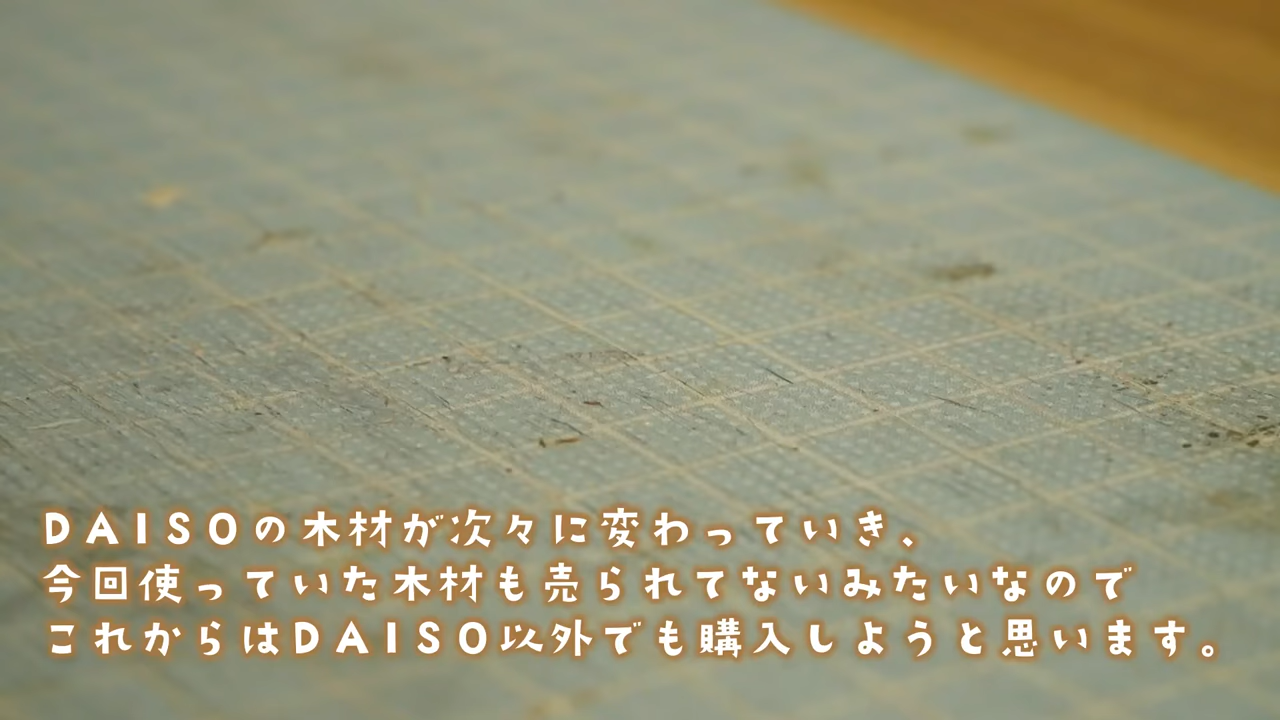 DAISOの木材が次々に変わっていき、
今回使っていた木材も売られてないみたいなので
これからはDAISO以外でも購入しようと思います。